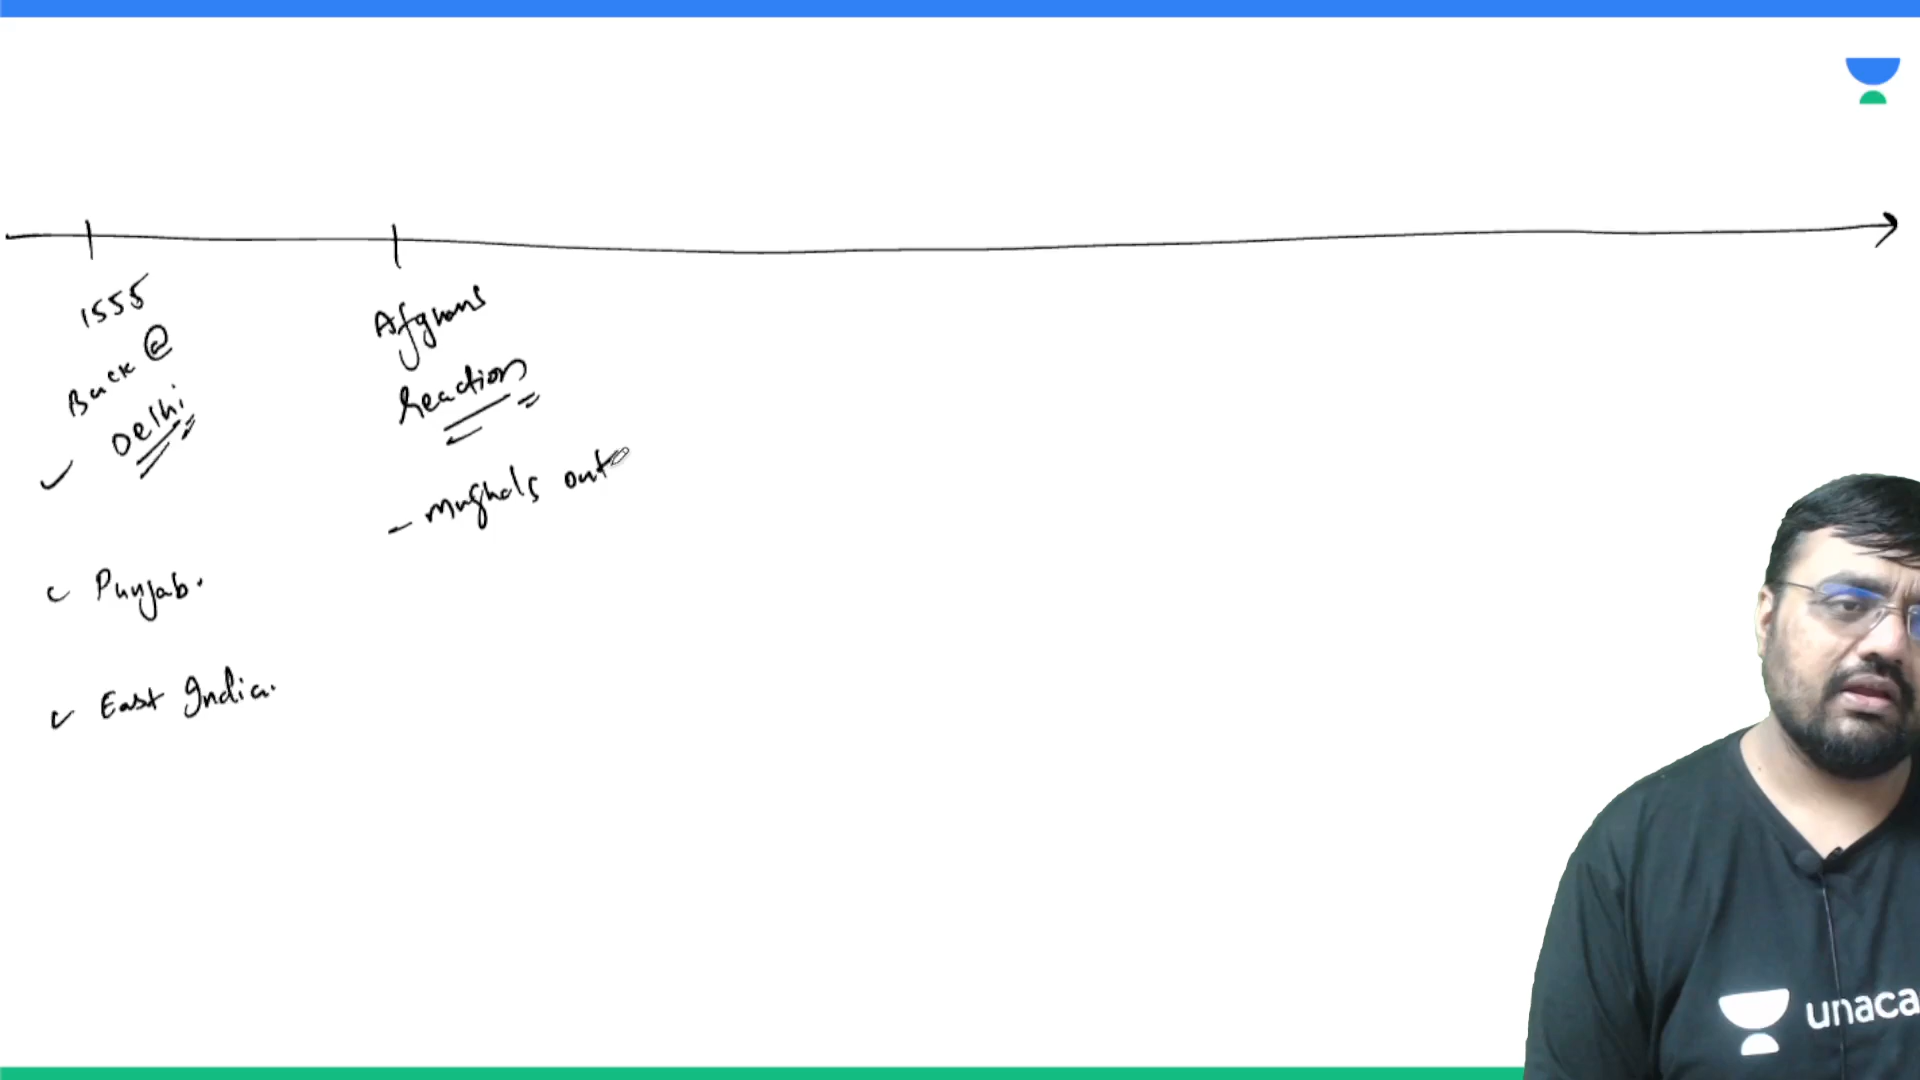 1555
Back @
Delhi
Punjab.
East India.
Afghans
Reaction
- mughals out
unaca